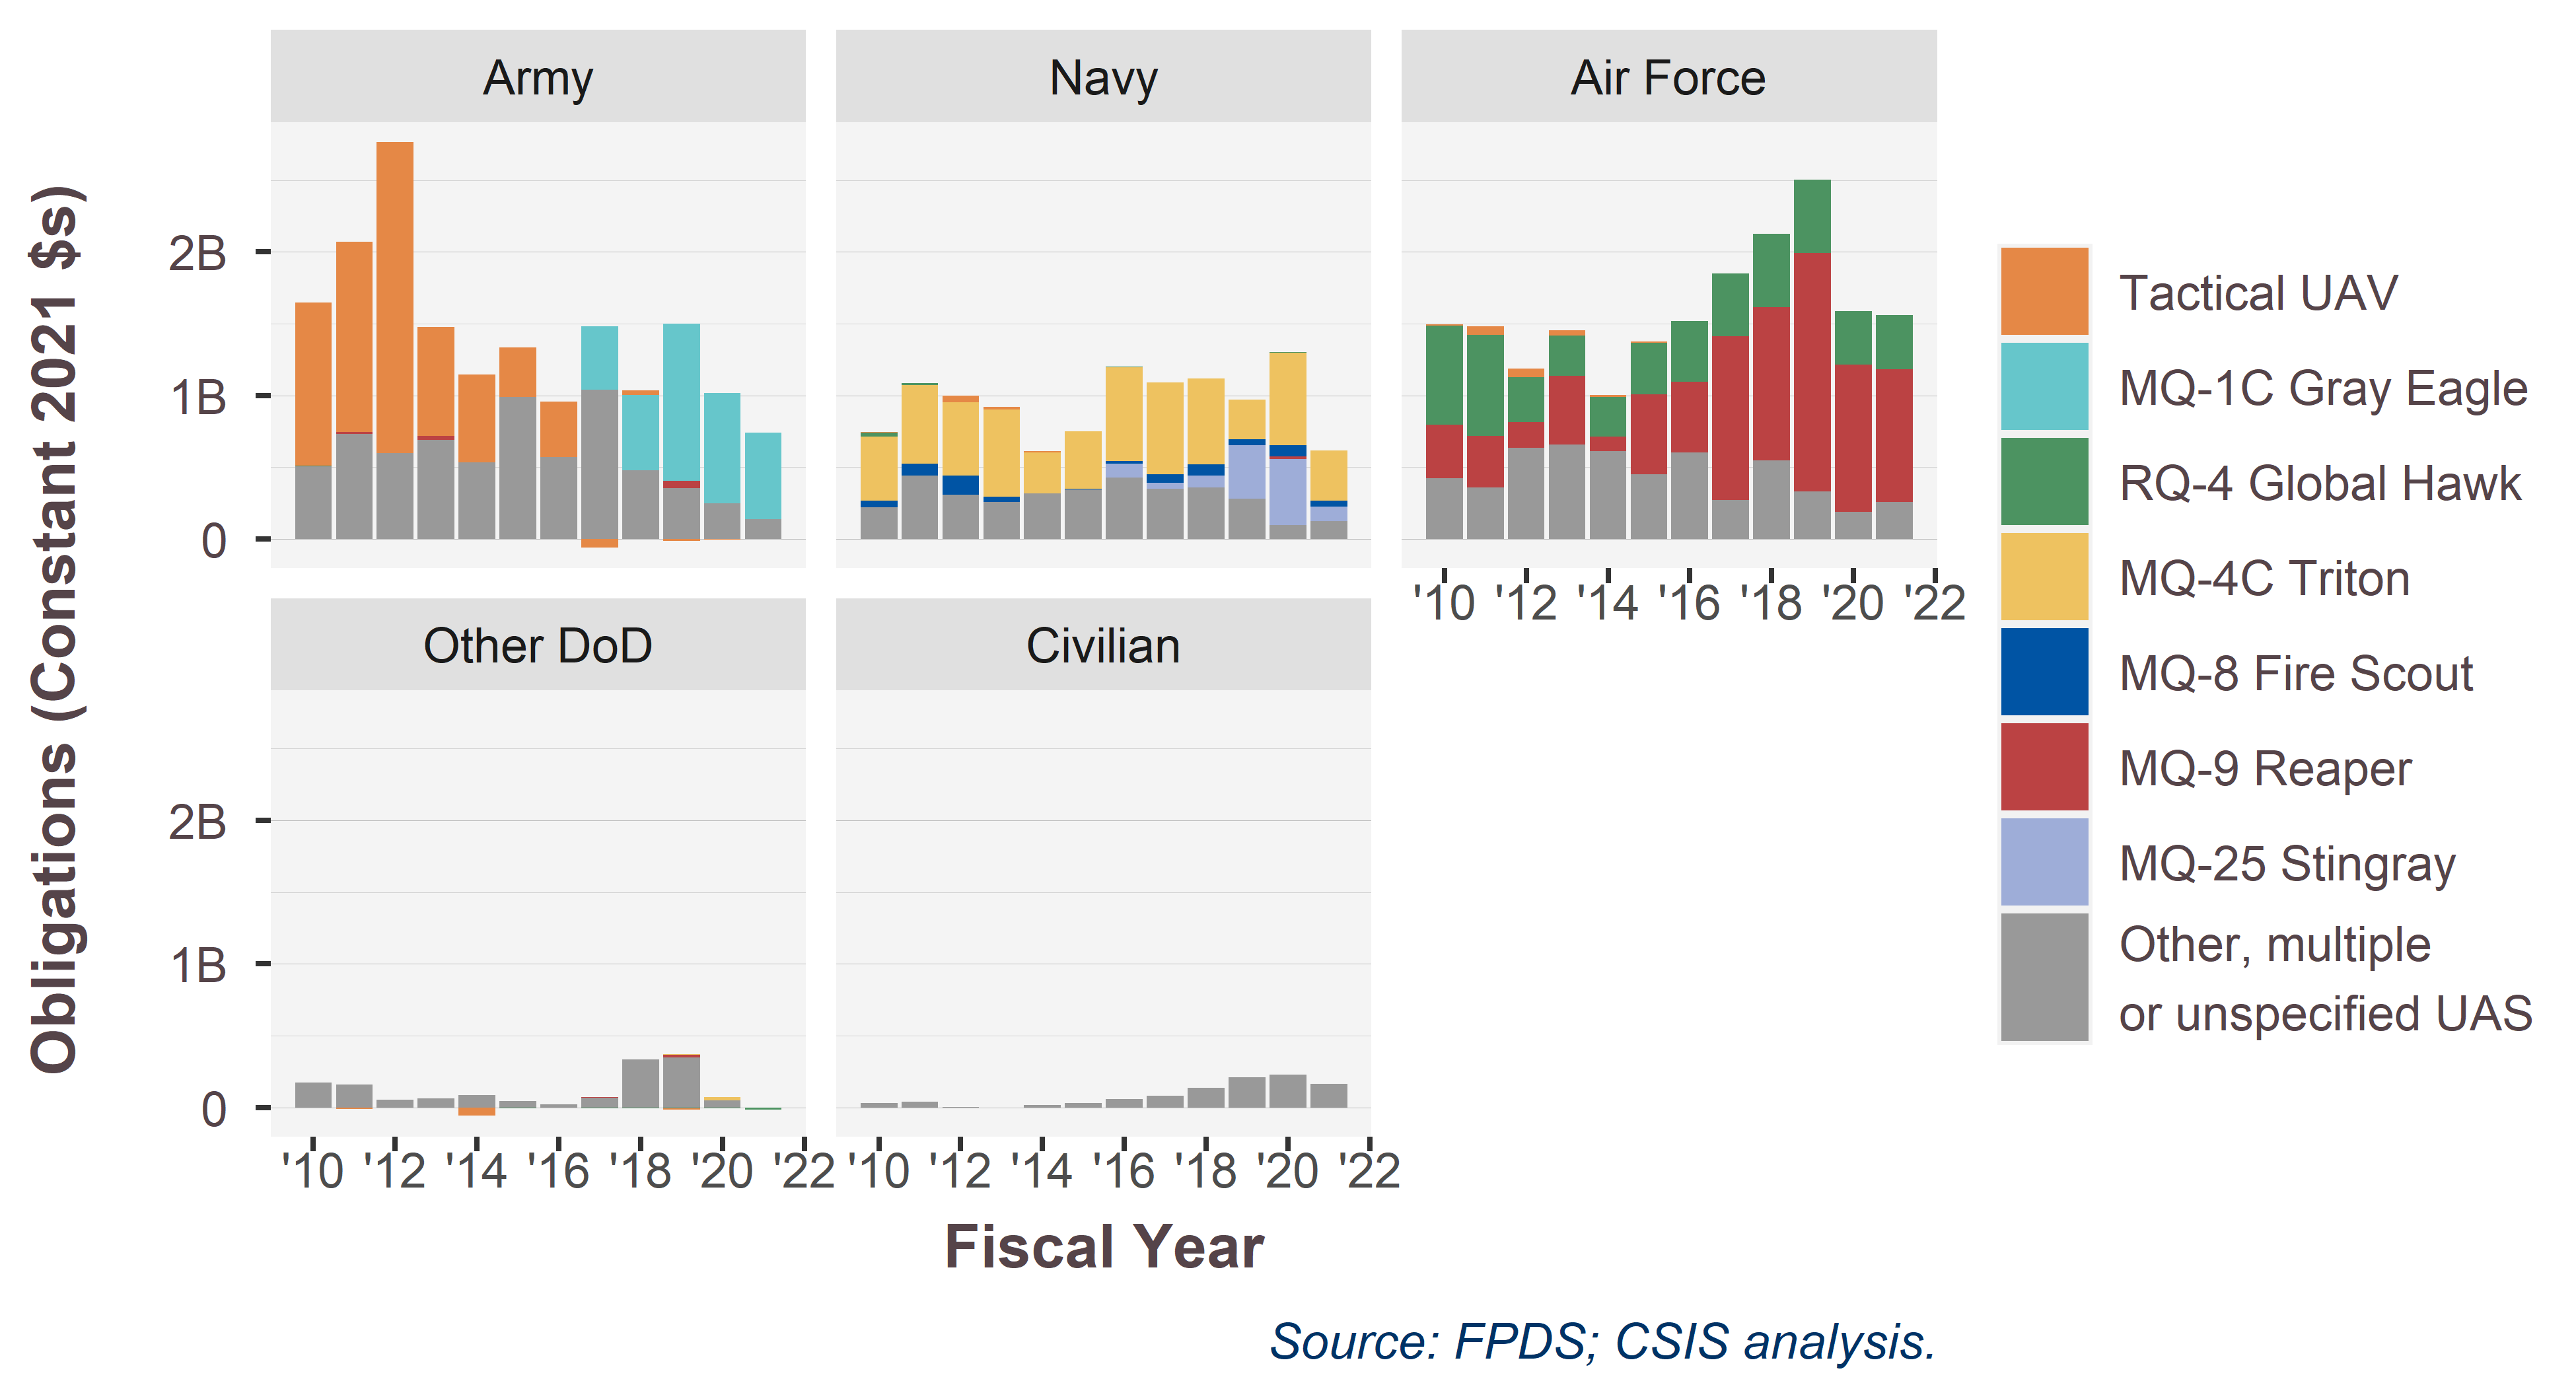 Army
Navy
Air Force
Obligations (Constant 2021 $s)
2B
1B
0
'10 '12 '14 '16 '18 '20 '22
Other DoD
Civilian
2B
1B
0
'10 '12 '14 '16 '18 '20 '22
'10 '12 '14 '16 '18 '20 '22
Fiscal Year
Tactical UAV
MQ-1C Gray Eagle
RQ-4 Global Hawk
MQ-4C Triton
MQ-8 Fire Scout
MQ-9 Reaper
MQ-25 Stingray
Other, multiple
or unspecified UAS
Source: FPDS; CSIS analysis.